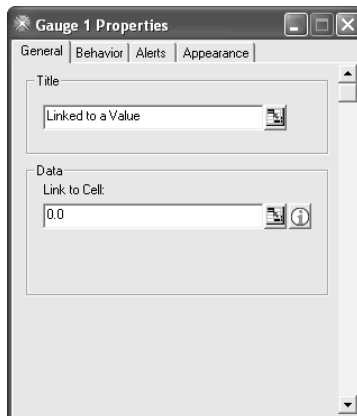 Gauge 1 Properties
General Behavior Alerts Appearance
Title
Linked to a Value
Data
Link to Cell:
0.0